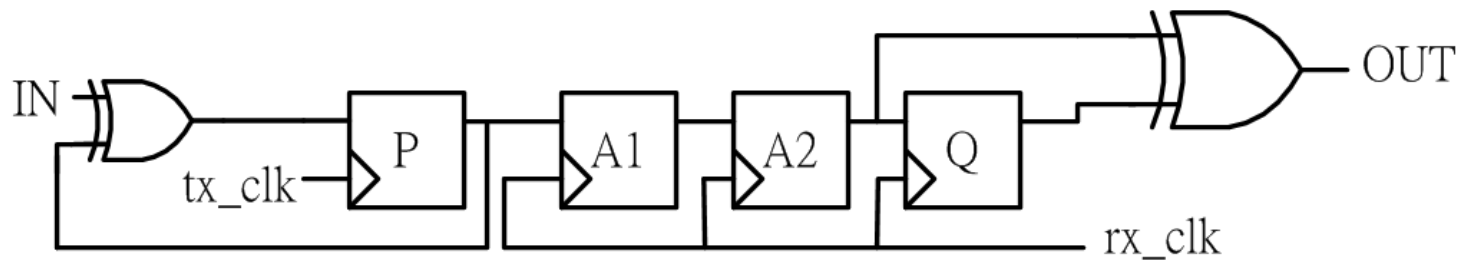 IN
OUT
P
A1
A2
Q
tx_clk
rx_clk